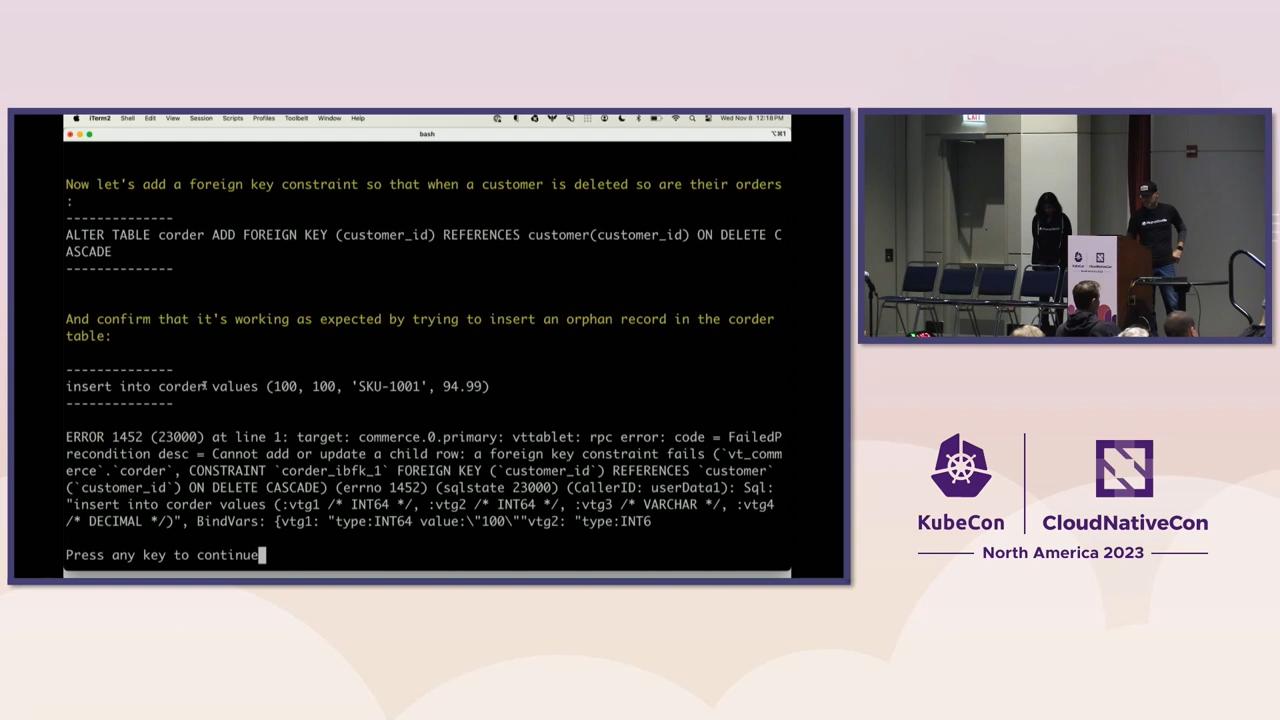 iTerm2 Shell Edit View Session Scripts Profiles Toolbelt Window Help Wed Nov 8 12:18PM
bash ⌥⌘1
Now let's add a foreign key constraint so that when a customer is deleted so are their orders
:
--------------
ALTER TABLE corder ADD FOREIGN KEY (customer_id) REFERENCES customer(customer_id) ON DELETE C
ASCADE
--------------
And confirm that it's working as expected by trying to insert an orphan record in the corder
table:
--------------
insert into corder values (100, 100, 'SKU-1001', 94.99)
--------------
ERROR 1452 (23000) at line 1: target: commerce.0.primary: vttablet: rpc error: code = FailedP
recondition desc = Cannot add or update a child row: a foreign key constraint fails (`vt_comm
erce`.`corder`, CONSTRAINT `corder_ibfk_1` FOREIGN KEY (`customer_id`) REFERENCES `customer`
(`customer_id`) ON DELETE CASCADE) (errno 1452) (sqlstate 23000) (CallerID: userData1): Sql:
"insert into corder values (:vtg1 /* INT64 */, :vtg2 /* INT64 */, :vtg3 /* VARCHAR */, :vtg4
/* DECIMAL */)", BindVars: {vtg1: "type:INT64 value:\"100\""vtg2: "type:INT6
Press any key to continue
EXIT
KubeCon
CloudNativeCon
North America 2023